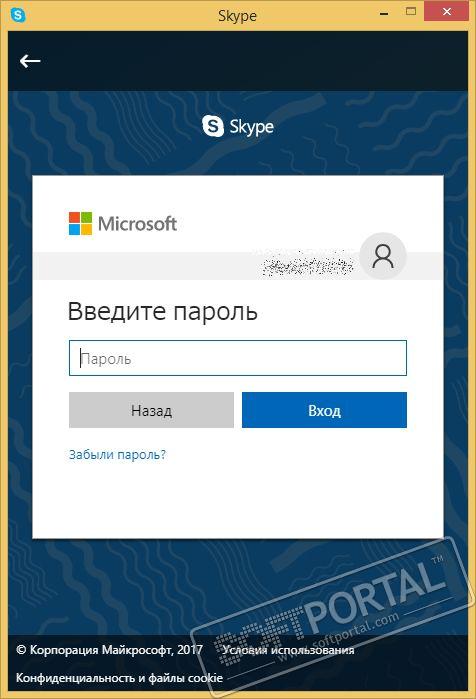 Skype
Skype
Microsoft
Введите пароль
Пароль
Назад
Вход
Забыли пароль?
SOFTPORTAL™
www.softportal.com
© Корпорация Майкрософт, 2017 Условия использования
Конфиденциальность и файлы cookie